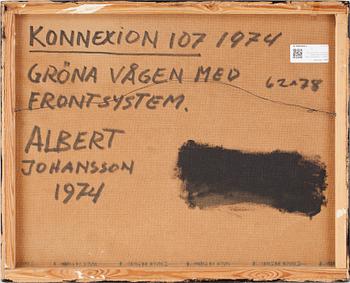 KONNEXION 107 1974
GRÖNA VÅGEN MED
62x78
FRONTSYSTEM.
ALBERT
JOHANSSON
1974